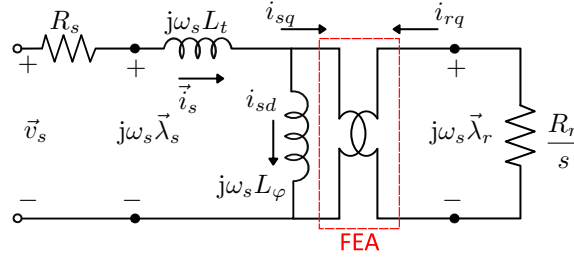 R_s
jω_s L_t
i_sq
i_rq
+
+
+
i⃗_s
i_sd
v⃗_s
jω_s λ⃗_s
jω_s λ⃗_r
R_r/s
jω_s L_φ
−
−
−
FEA